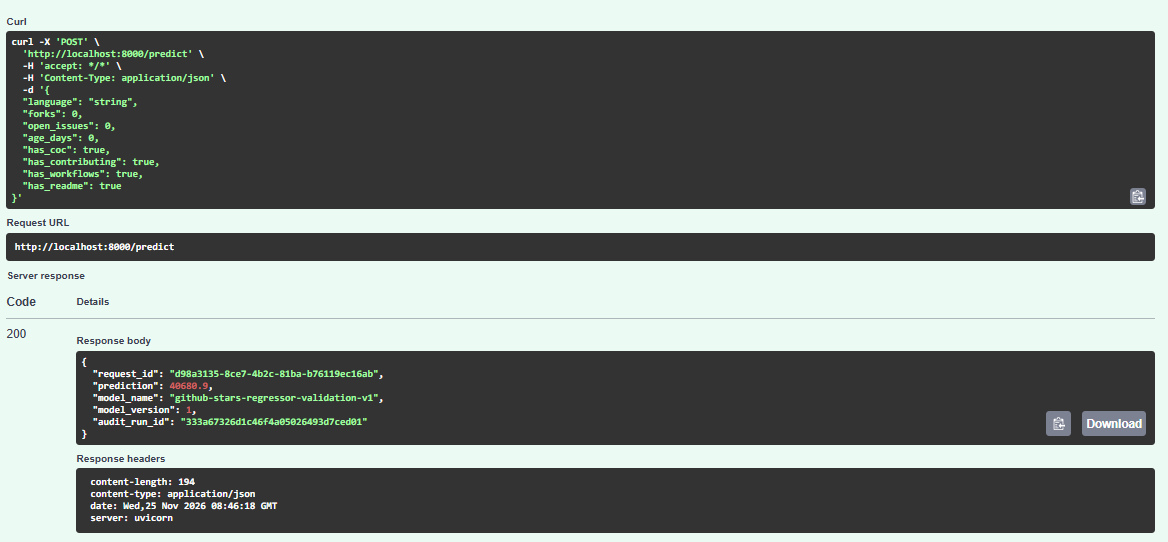 Curl
curl -X 'POST' \
  'http://localhost:8000/predict' \
  -H 'accept: */*' \
  -H 'Content-Type: application/json' \
  -d '{
  "language": "string",
  "forks": 0,
  "open_issues": 0,
  "age_days": 0,
  "has_coc": true,
  "has_contributing": true,
  "has_workflows": true,
  "has_readme": true
}'
Request URL
http://localhost:8000/predict
Server response
Code Details
200
Response body
{
  "request_id": "d98a3135-8ce7-4b2c-81ba-b76119ec16ab",
  "prediction": 40680.9,
  "model_name": "github-stars-regressor-validation-v1",
  "model_version": 1,
  "audit_run_id": "333a67326d1c46f4a05026493d7ced01"
}
Download
Response headers
content-length: 194
content-type: application/json
date: Wed,25 Nov 2026 08:46:18 GMT
server: uvicorn